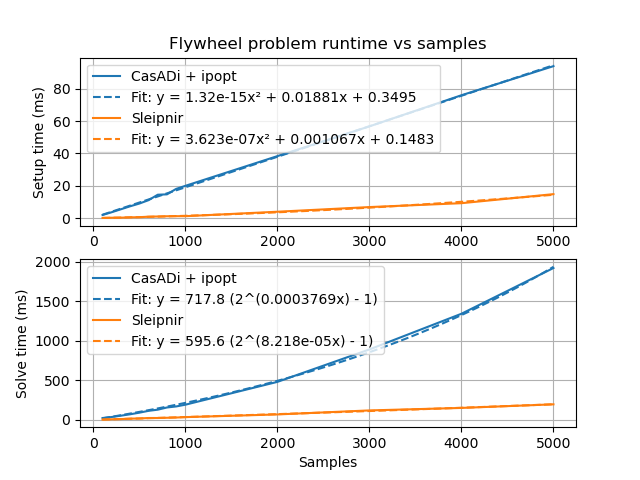 Flywheel problem runtime vs samples
Setup time (ms)
80
60
40
20
0
CasADi + ipopt
Fit: y = 1.32e-15x² + 0.01881x + 0.3495
Sleipnir
Fit: y = 3.623e-07x² + 0.001067x + 0.1483
0 1000 2000 3000 4000 5000
Solve time (ms)
2000
1500
1000
500
0
CasADi + ipopt
Fit: y = 717.8 (2^(0.0003769x) - 1)
Sleipnir
Fit: y = 595.6 (2^(8.218e-05x) - 1)
0 1000 2000 3000 4000 5000
Samples